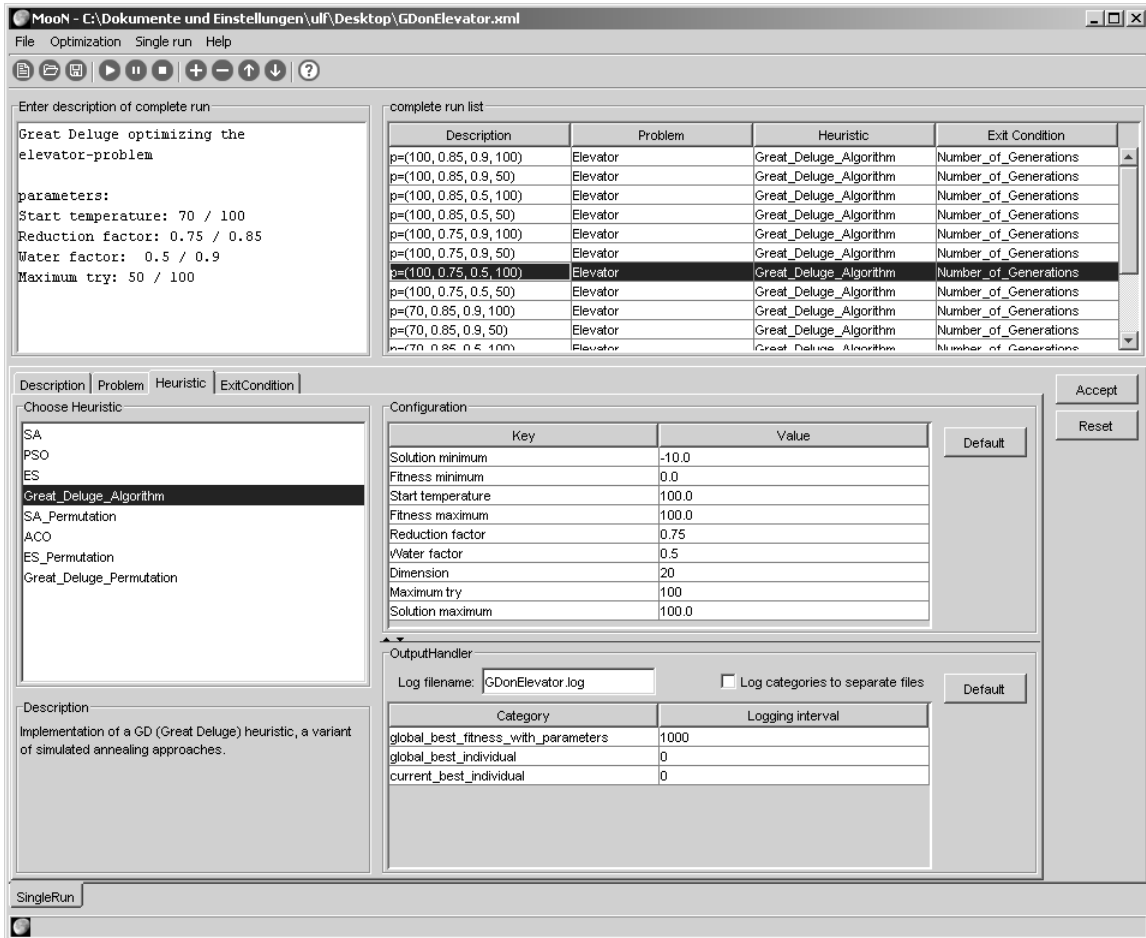 MooN - C:\Dokumente und Einstellungen\ulf\Desktop\GDonElevator.xml
File Optimization Single run Help
Enter description of complete run
Great Deluge optimizing the
elevator-problem
parameters:
Start temperature: 70 / 100
Reduction factor: 0.75 / 0.85
Water factor: 0.5 / 0.9
Maximum try: 50 / 100
complete run list
Description Problem Heuristic Exit Condition
p=(100, 0.85, 0.9, 100) Elevator Great_Deluge_Algorithm Number_of_Generations
p=(100, 0.85, 0.9, 50) Elevator Great_Deluge_Algorithm Number_of_Generations
p=(100, 0.85, 0.5, 100) Elevator Great_Deluge_Algorithm Number_of_Generations
p=(100, 0.85, 0.5, 50) Elevator Great_Deluge_Algorithm Number_of_Generations
p=(100, 0.75, 0.9, 100) Elevator Great_Deluge_Algorithm Number_of_Generations
p=(100, 0.75, 0.9, 50) Elevator Great_Deluge_Algorithm Number_of_Generations
p=(100, 0.75, 0.5, 100) Elevator Great_Deluge_Algorithm Number_of_Generations
p=(100, 0.75, 0.5, 50) Elevator Great_Deluge_Algorithm Number_of_Generations
p=(70, 0.85, 0.9, 100) Elevator Great_Deluge_Algorithm Number_of_Generations
p=(70, 0.85, 0.9, 50) Elevator Great_Deluge_Algorithm Number_of_Generations
p=(70, 0.85, 0.5, 100) Elevator Great_Deluge_Algorithm Number_of_Generations
Description Problem Heuristic ExitCondition
Accept
Reset
Choose Heuristic
SA
PSO
ES
Great_Deluge_Algorithm
SA_Permutation
ACO
ES_Permutation
Great_Deluge_Permutation
Description
Implementation of a GD (Great Deluge) heuristic, a variant
of simulated annealing approaches.
Configuration
Key Value
Solution minimum -10.0
Fitness minimum 0.0
Start temperature 100.0
Fitness maximum 100.0
Reduction factor 0.75
Water factor 0.5
Dimension 20
Maximum try 100
Solution maximum 100.0
Default
OutputHandler
Log filename: GDonElevator.log Log categories to separate files
Default
Category Logging interval
global_best_fitness_with_parameters 1000
global_best_individual 0
current_best_individual 0
SingleRun